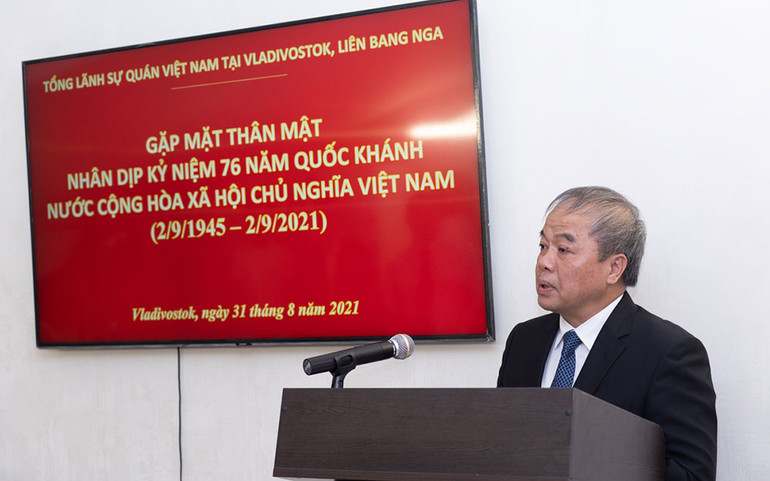 TỔNG LÃNH SỰ QUÁN VIỆT NAM TẠI VLADIVOSTOK, LIÊN BANG NGA
GẶP MẶT THÂN MẬT
NHÂN DỊP KỶ NIỆM 76 NĂM QUỐC KHÁNH
NƯỚC CỘNG HÒA XÃ HỘI CHỦ NGHĨA VIỆT NAM
(2/9/1945 – 2/9/2021)
Vladivostok, ngày 31 tháng 8 năm 2021